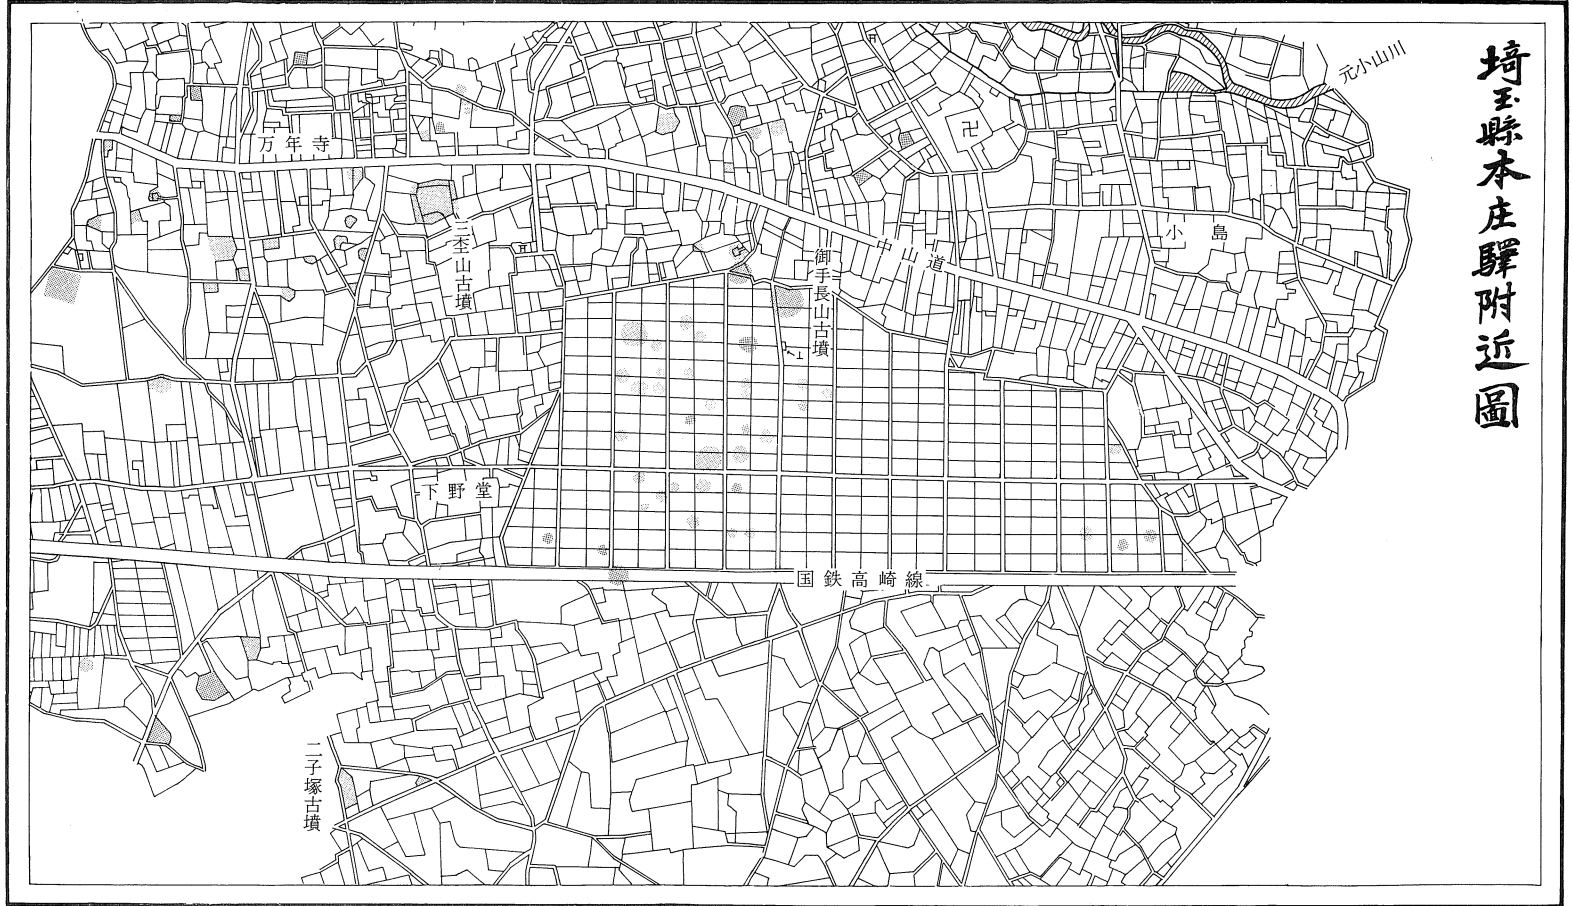 埼玉縣本庄驛附近圖
元小山川
万年寺
三杢山古墳
御手長山古墳
中山道
小島
下野堂
国鉄高崎線
二子塚古墳